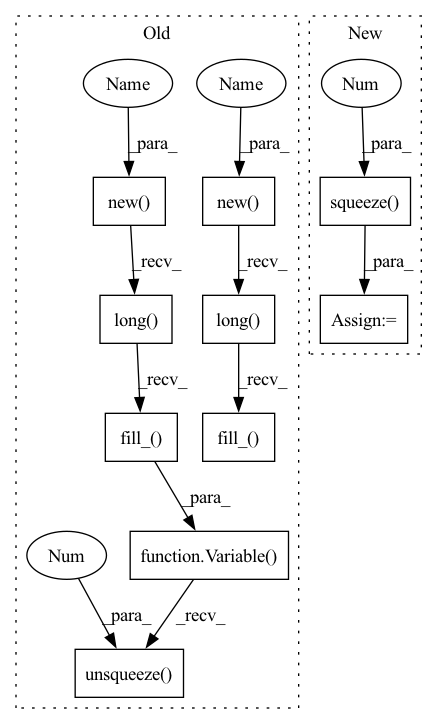 Old
New
Name
Name
Num
_para_
_para_
_para_
new()
new()
squeeze()
_recv_
_recv_
_para_
long()
long()
Assign:=
_recv_
_recv_
fill_()
fill_()
_para_
Num
function.Variable()
_para_
_recv_
unsqueeze()